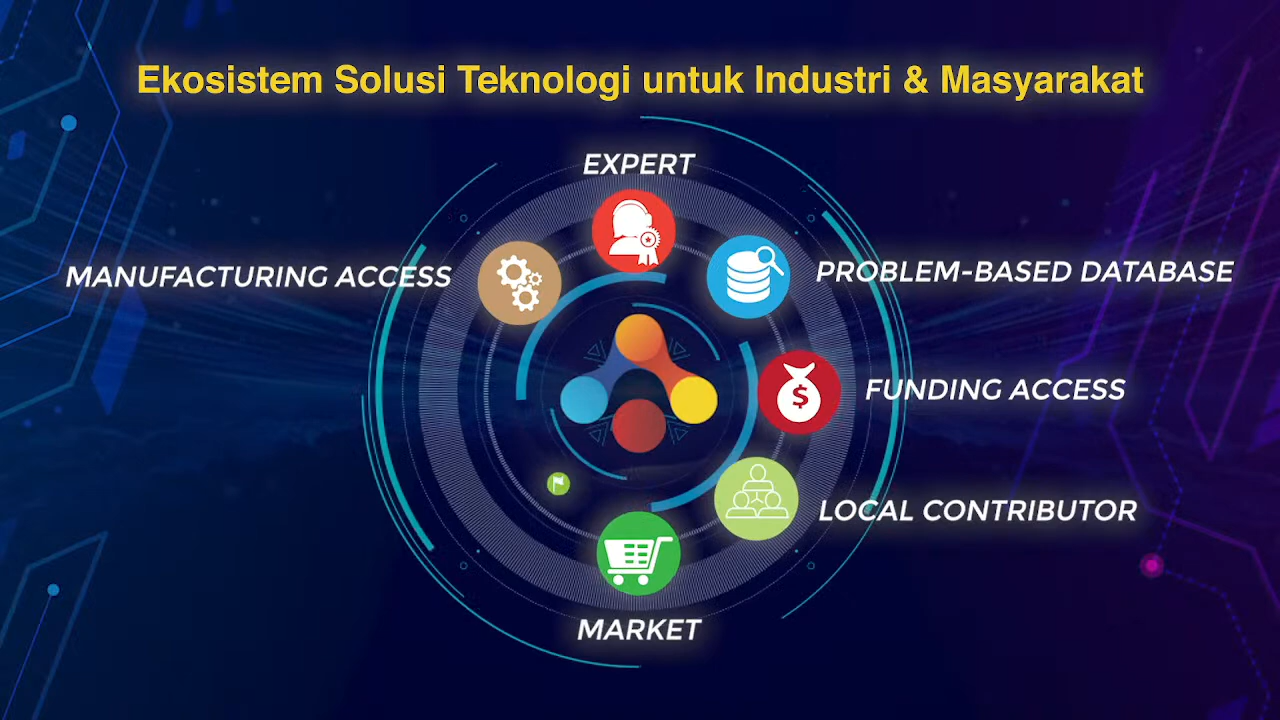 Ekosistem Solusi Teknologi untuk Industri & Masyarakat
EXPERT
MANUFACTURING ACCESS
PROBLEM-BASED DATABASE
$
FUNDING ACCESS
LOCAL CONTRIBUTOR
MARKET